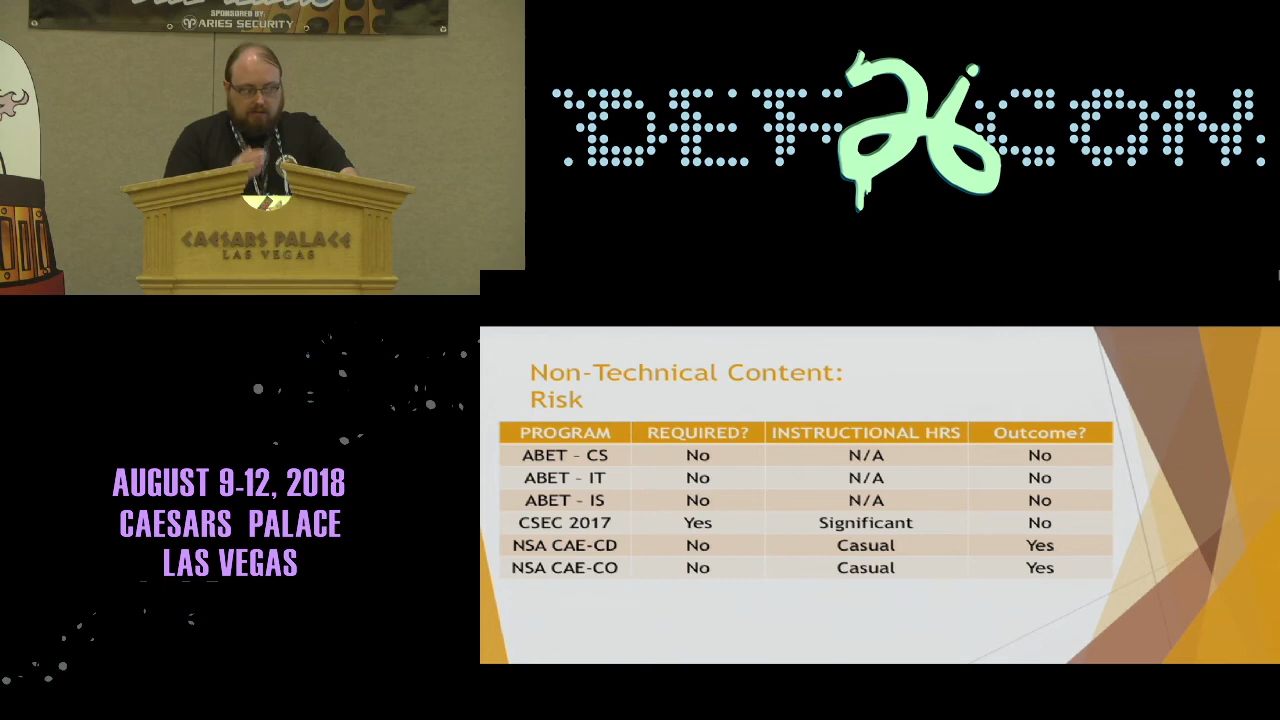 SPONSORED BY:
ARIES SECURITY
CAESARS PALACE
LAS VEGAS
DEF CON
26
AUGUST 9-12, 2018
CAESARS PALACE
LAS VEGAS
Non-Technical Content:
Risk
PROGRAM REQUIRED? INSTRUCTIONAL HRS Outcome?
ABET - CS No N/A No
ABET - IT No N/A No
ABET - IS No N/A No
CSEC 2017 Yes Significant No
NSA CAE-CD No Casual Yes
NSA CAE-CO No Casual Yes